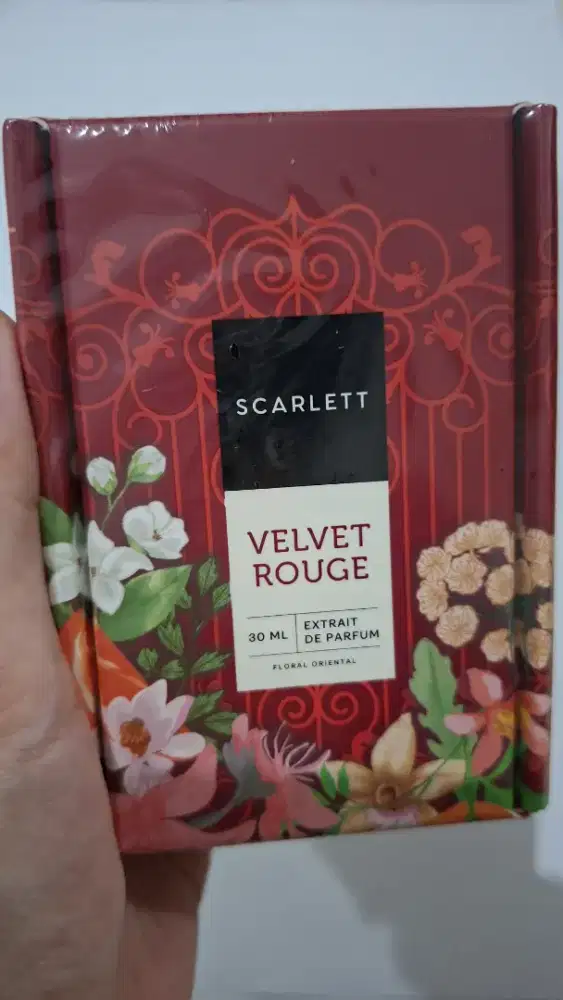 SCARLETT
VELVET
ROUGE
30 ML
EXTRAIT
DE PARFUM
FLORAL ORIENTAL